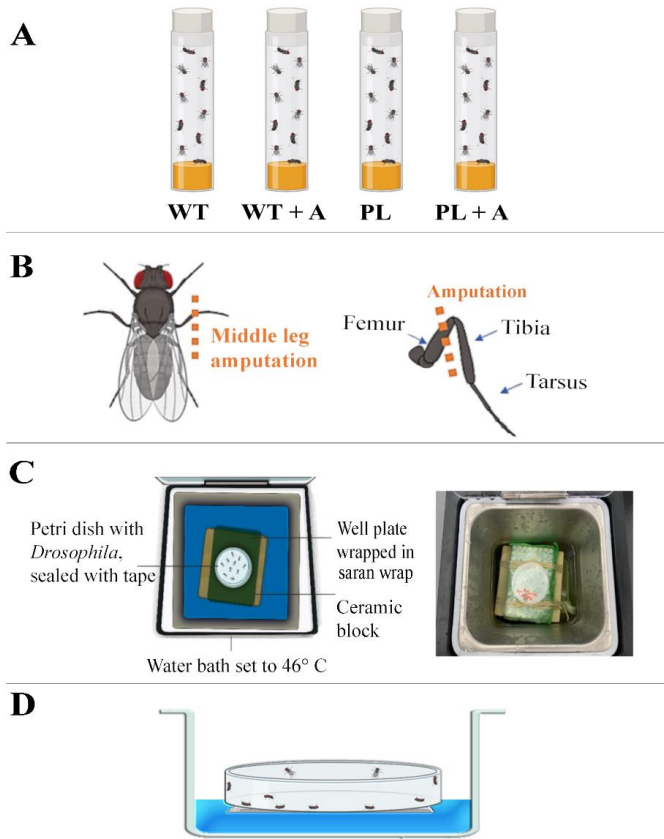 A
WT
WT + A
PL
PL + A
B
Middle leg
amputation
Amputation
Femur
Tibia
Tarsus
C
Petri dish with
Drosophila,
sealed with tape
Well plate
wrapped in
saran wrap
Ceramic
block
Water bath set to 46° C
D